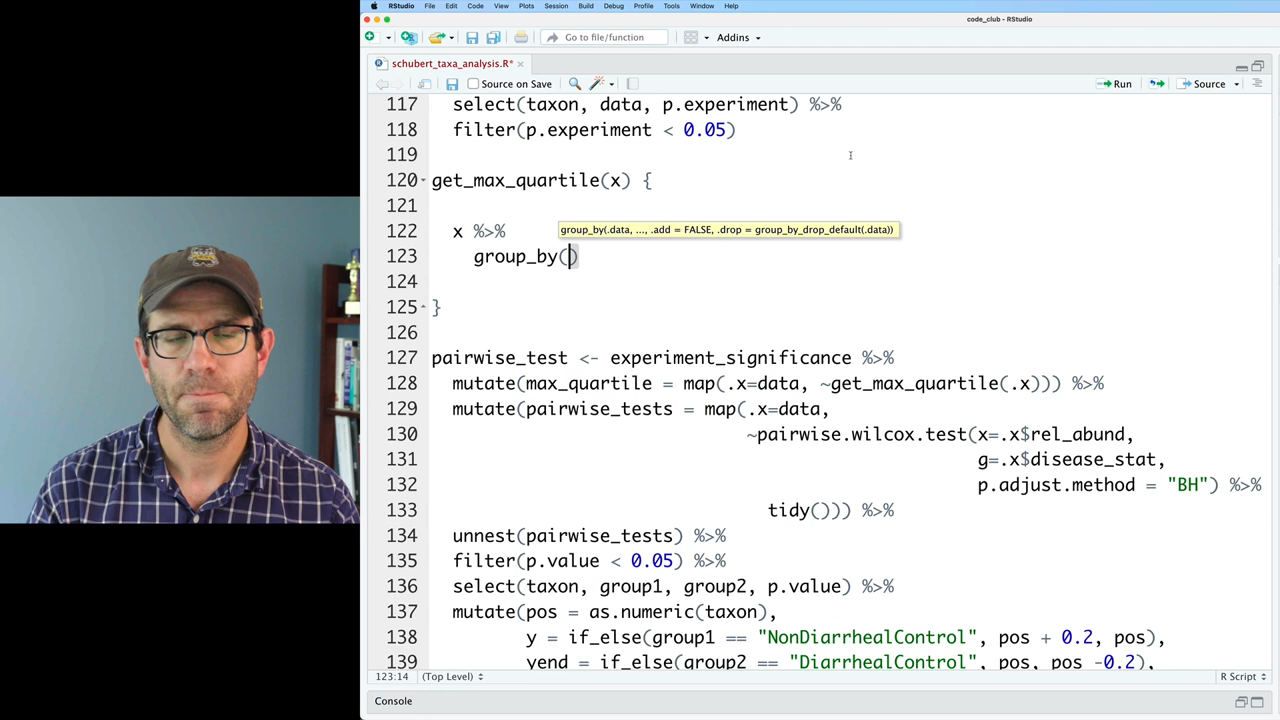 RStudio File Edit Code View Plots Session Build Debug Profile Tools Window Help
code_club - RStudio
Go to file/function Addins
schubert_taxa_analysis.R*
Source on Save Run Source
117 select(taxon, data, p.experiment) %>%
118 filter(p.experiment < 0.05)
119
120 get_max_quartile(x) {
121
122 x %>%
group_by(.data, ..., .add = FALSE, .drop = group_by_drop_default(.data))
123 group_by()
124
125 }
126
127 pairwise_test <- experiment_significance %>%
128 mutate(max_quartile = map(.x=data, ~get_max_quartile(.x))) %>%
129 mutate(pairwise_tests = map(.x=data,
130 ~pairwise.wilcox.test(x=.x$rel_abund,
131 g=.x$disease_stat,
132 p.adjust.method = "BH") %>%
133 tidy())) %>%
134 unnest(pairwise_tests) %>%
135 filter(p.value < 0.05) %>%
136 select(taxon, group1, group2, p.value) %>%
137 mutate(pos = as.numeric(taxon),
138 y = if_else(group1 == "NonDiarrhealControl", pos + 0.2, pos),
139 yend = if_else(group2 == "DiarrhealControl", pos, pos -0.2),
123:14 (Top Level) R Script
Console